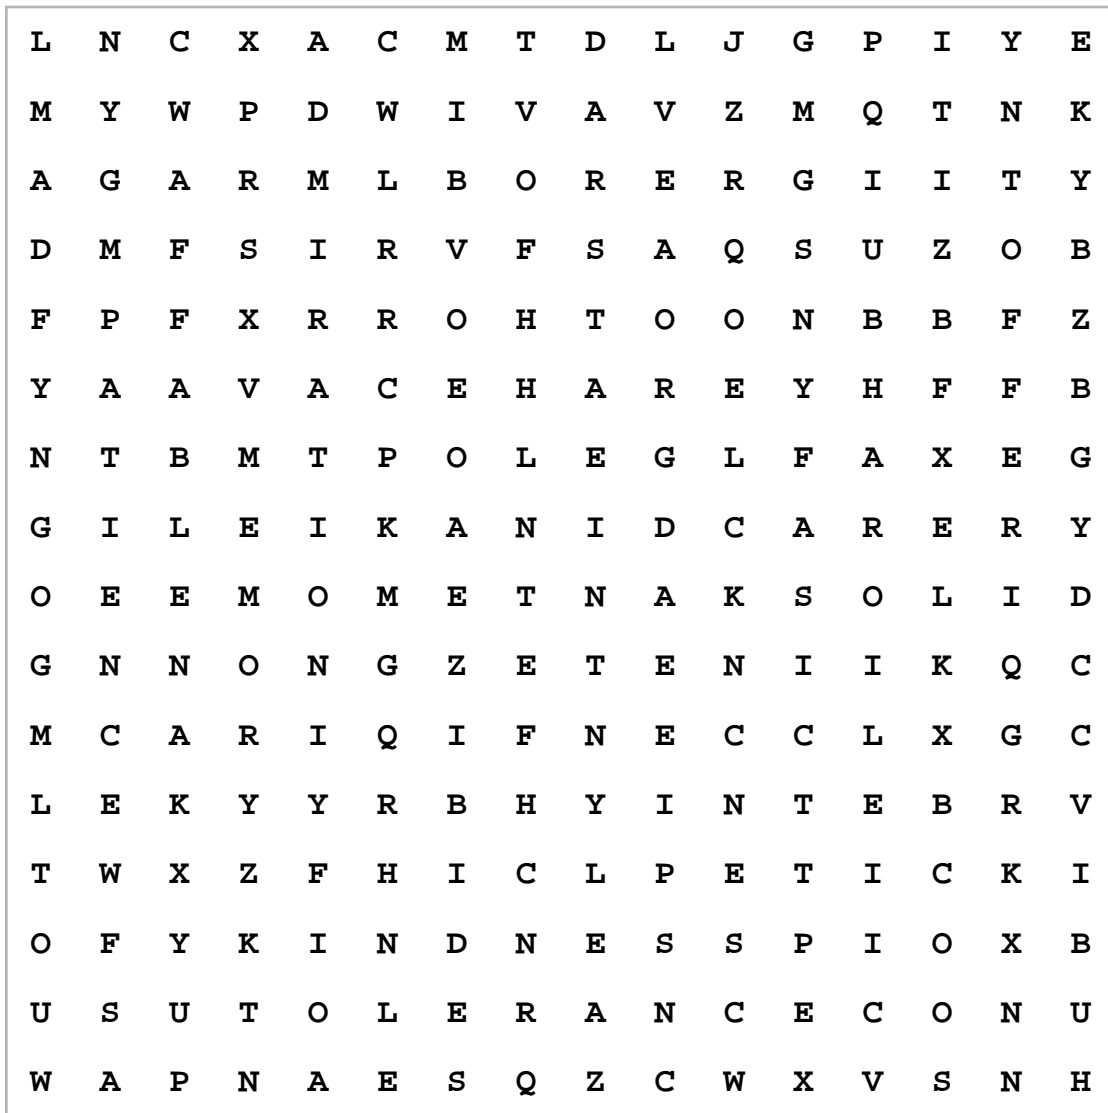 L N C X A C M T D L J G P I Y E
M Y W P D W I V A V Z M Q T N K
A G A R M L B O R E R G I I T Y
D M F S I R V F S A Q S U Z O B
F P F X R R O H T O O N B B F Z
Y A A V A C E H A R E Y H F F B
N T B M T P O L E G L F A X E G
G I L E I K A N I D C A R E R Y
O E E M O M E T N A K S O L I D
G N N O N G Z E T E N I I K Q C
M C A R I Q I F N E C C L X G C
L E K Y Y R B H Y I N T E B R V
T W X Z F H I C L P E T I C K I
O F Y K I N D N E S S P I O X B
U S U T O L E R A N C E C O N U
W A P N A E S Q Z C W X V S N H